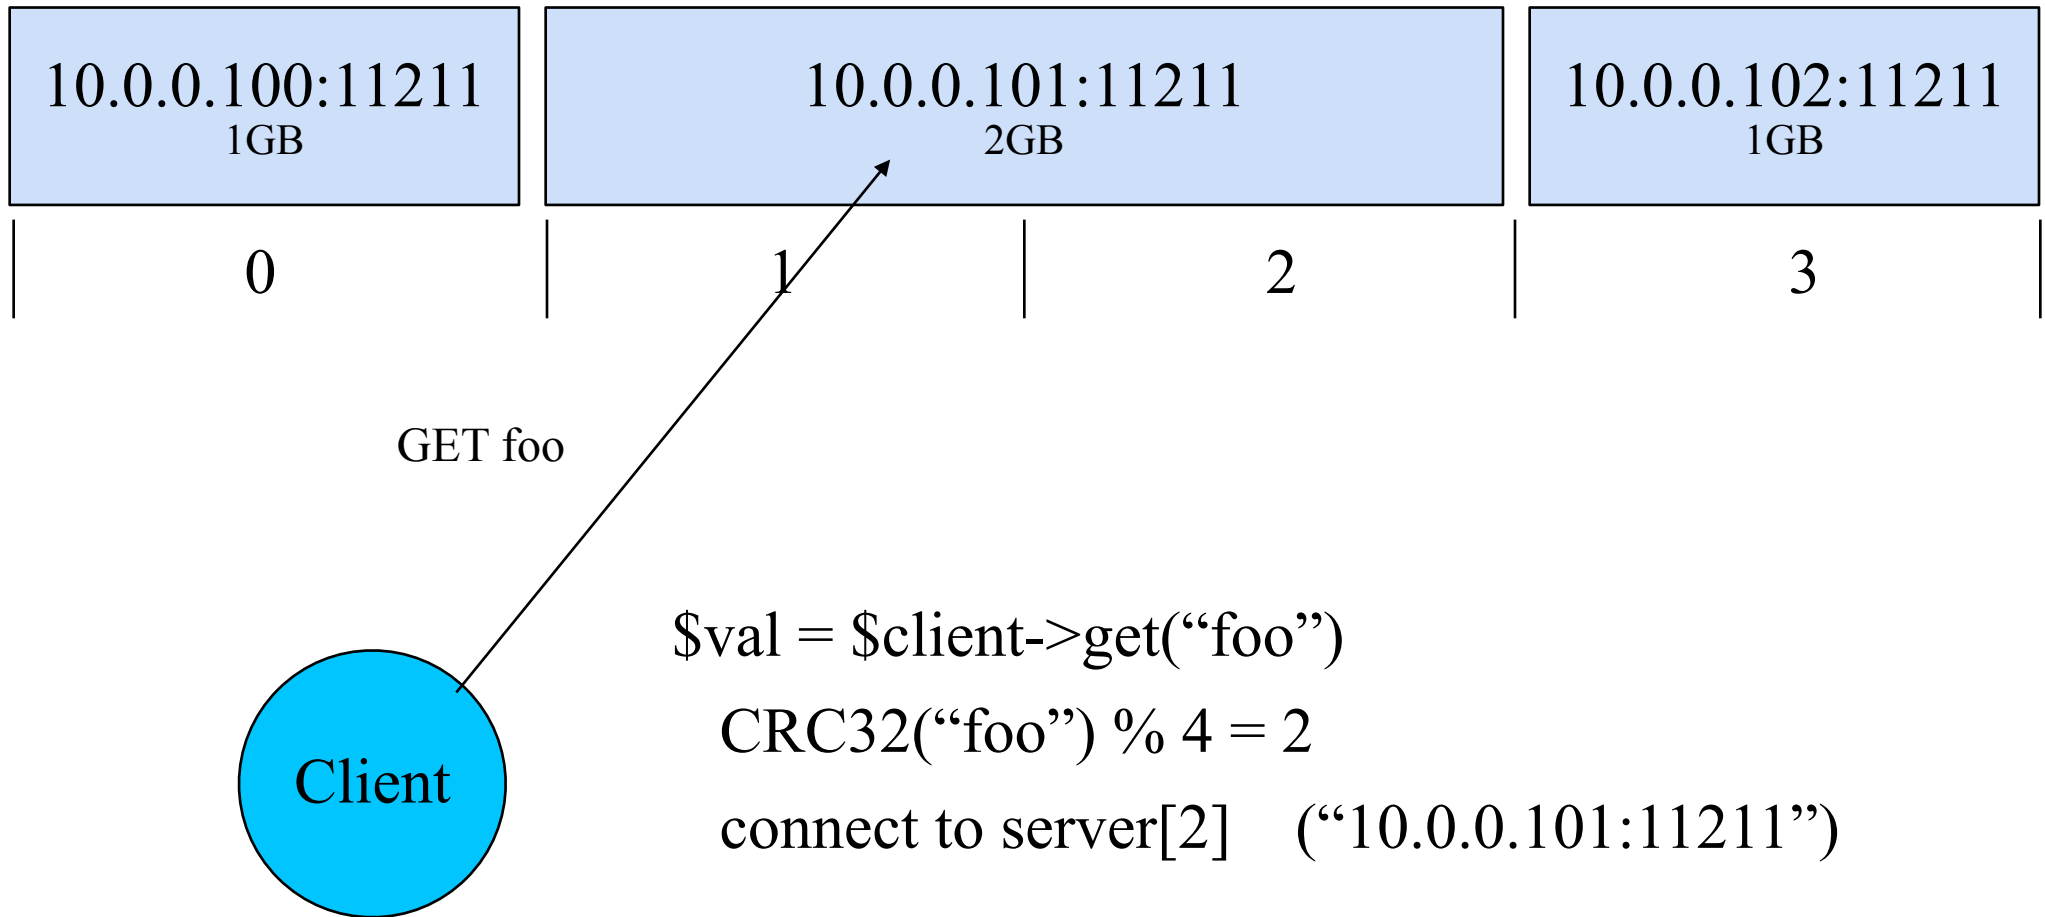 10.0.0.100:11211
1GB
10.0.0.101:11211
2GB
10.0.0.102:11211
1GB
0
1
2
3
GET foo
$val = $client->get(“foo”)
CRC32(“foo”) % 4 = 2
connect to server[2] (“10.0.0.101:11211”)
Client